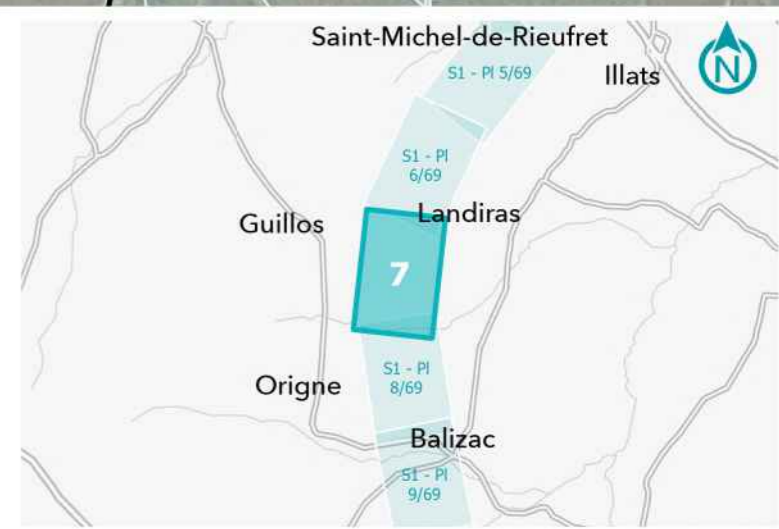 Saint-Michel-de-Rieufret
S1 - Pl 5/69
Illats
N
S1 - Pl
6/69
Guillos
Landiras
7
S1 - Pl
8/69
Origne
Balizac
S1 - Pl
9/69